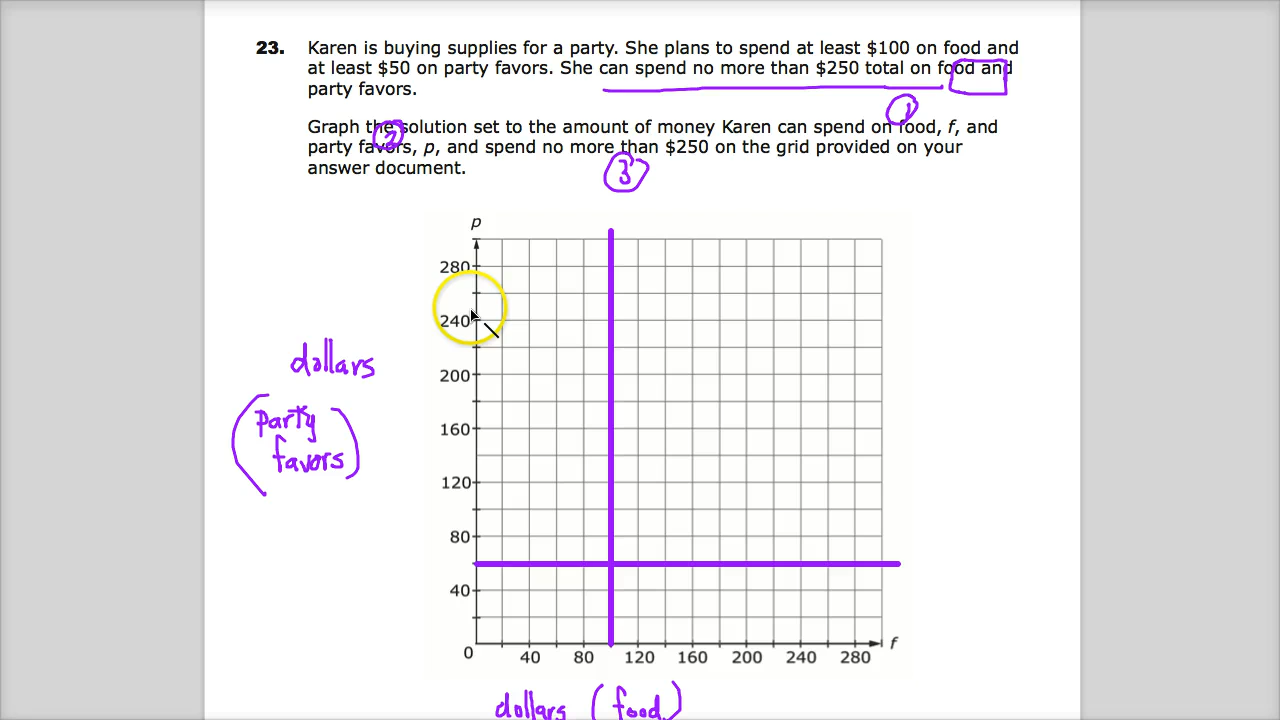 23. Karen is buying supplies for a party. She plans to spend at least $100 on food and
at least $50 on party favors. She can spend no more than $250 total on food and
party favors.
1
Graph the solution set to the amount of money Karen can spend on food, f, and
2
party favors, p, and spend no more than $250 on the grid provided on your
answer document.
3
p
280
240
200
dollars
(party
favors)
160
120
80
40
0 40 80 120 160 200 240 280 f
dollars (food)